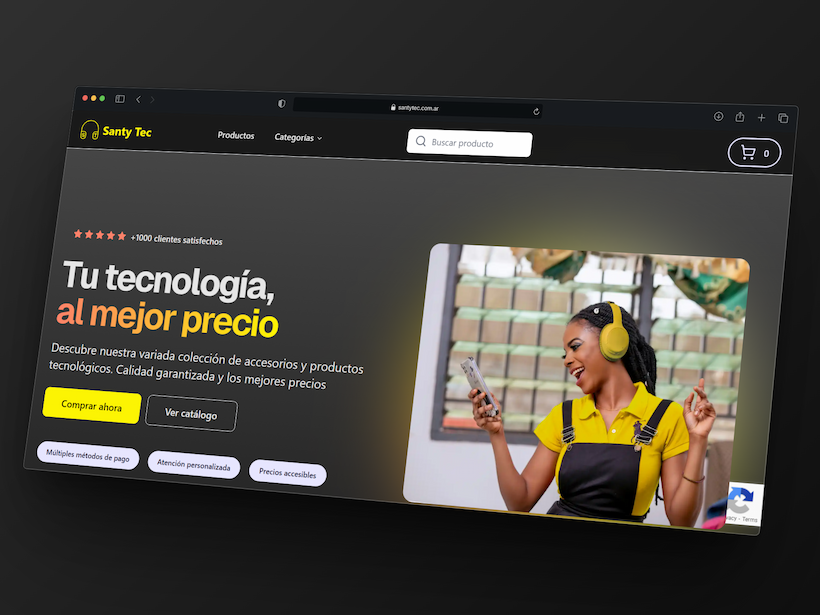 santytec.com.ar
Santy Tec
Productos
Categorías
Buscar producto
0
+1000 clientes satisfechos
Tu tecnología,
al mejor precio
Descubre nuestra variada colección de accesorios y productos
tecnológicos. Calidad garantizada y los mejores precios
Comprar ahora
Ver catálogo
Múltiples métodos de pago
Atención personalizada
Precios accesibles
- Terms